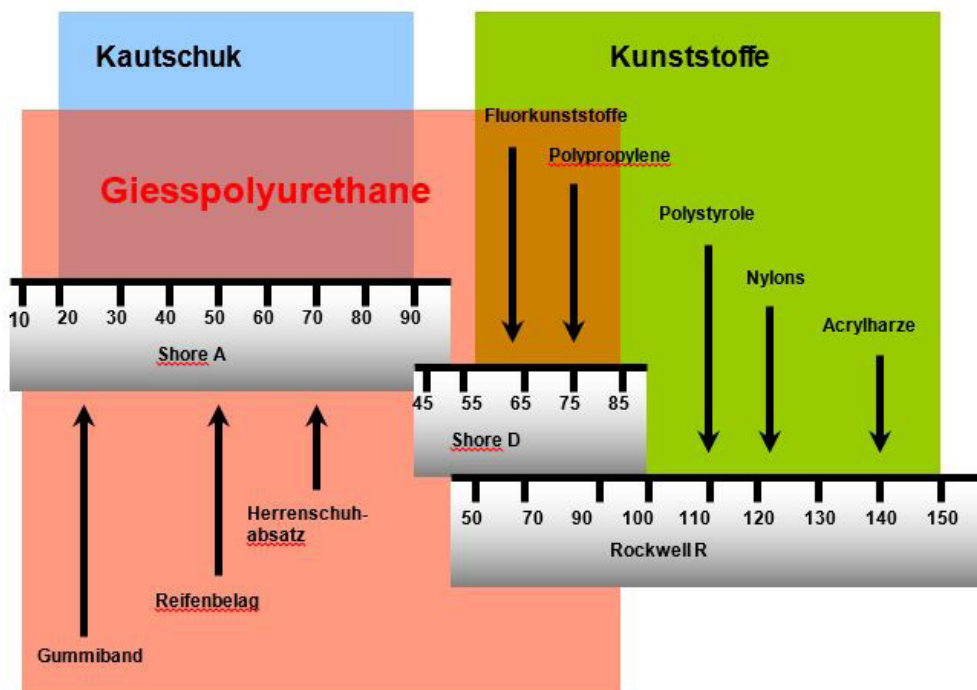 Kautschuk
Kunststoffe
Fluorkunststoffe
Polypropylene
Giesspolyurethane
Polystyrole
Nylons
Acrylharze
10 20 30 40 50 60 70 80 90
Shore A
45 55 65 75 85
Shore D
50 70 90 100 110 120 130 140 150
Rockwell R
Herrenschuh-
absatz
Reifenbelag
Gummiband